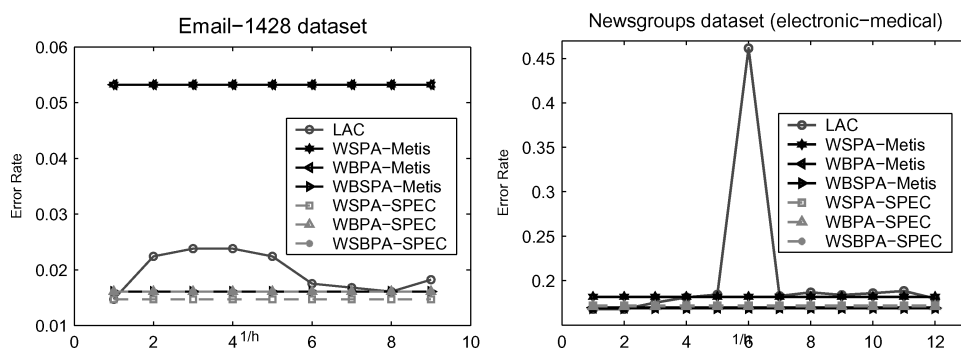 Email−1428 dataset
0.06
0.05
0.04
0.03
0.02
0.01
Error Rate
0
2
4
6
8
10
1/h
LAC
WSPA−Metis
WBPA−Metis
WBSPA−Metis
WSPA−SPEC
WBPA−SPEC
WSBPA−SPEC
Newsgroups dataset (electronic−medical)
0.45
0.4
0.35
0.3
0.25
0.2
Error Rate
0
2
4
6
8
10
12
1/h
LAC
WSPA−Metis
WBPA−Metis
WBSPA−Metis
WSPA−SPEC
WBPA−SPEC
WSBPA−SPEC